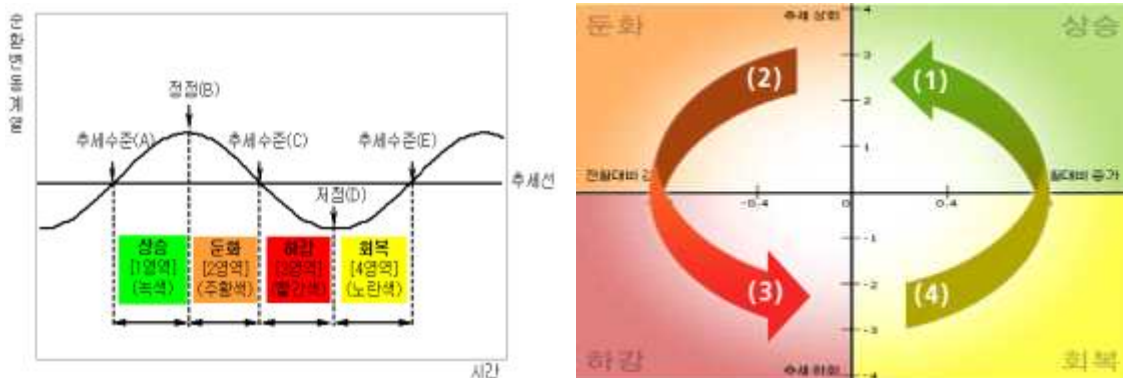 순환변동계열
정점(B)
추세수준(A)
추세수준(C)
추세수준(E)
추세선
저점(D)
상승
[1영역]
(녹색)
둔화
[2영역]
(주황색)
하강
[3영역]
(빨간색)
회복
[4영역]
(노란색)
시간
둔화
추세 상회
4
상승
3
(2)
(1)
2
1
전월대비
월대비 증가
-0.4
0
0.4
-1
(3)
-2
(4)
-3
하강
추세 하회
-4
회복